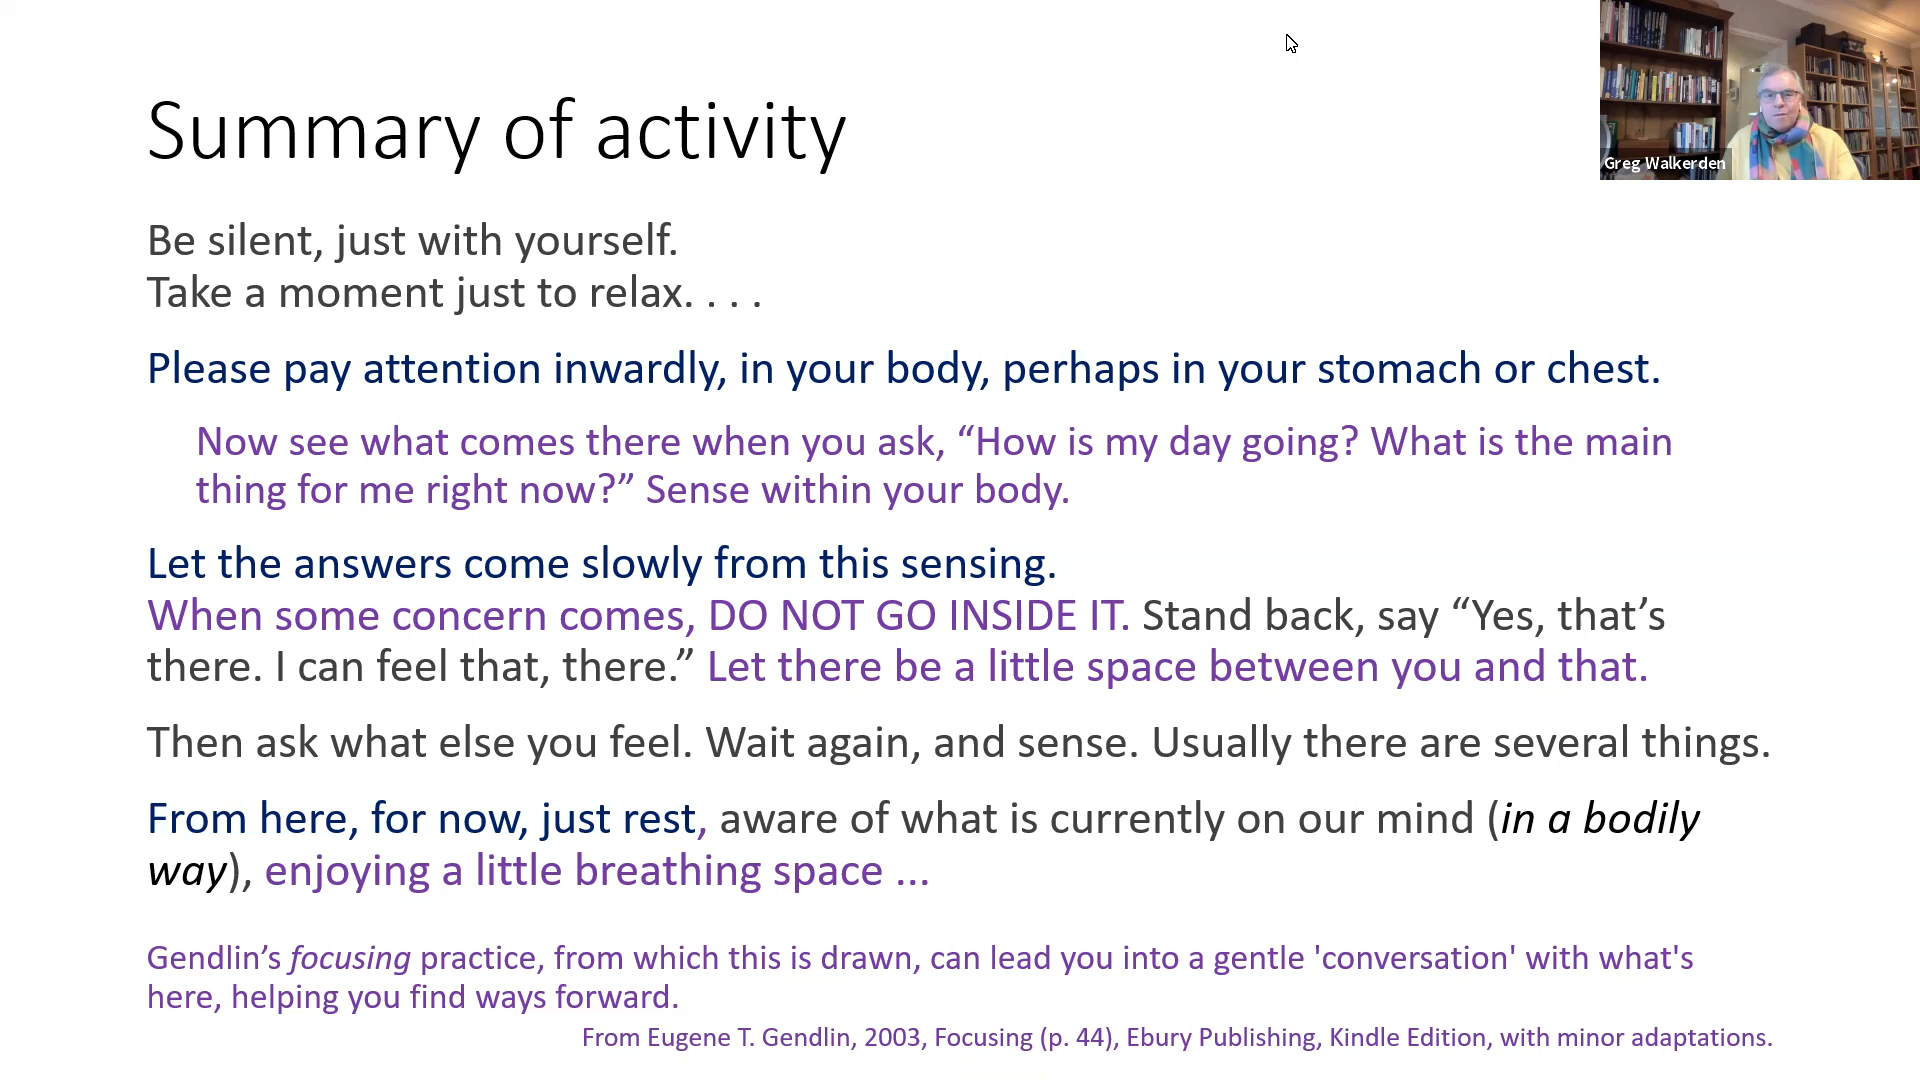 Summary of activity
Greg Walkerden
Be silent, just with yourself.
Take a moment just to relax. . . .
Please pay attention inwardly, in your body, perhaps in your stomach or chest.
Now see what comes there when you ask, “How is my day going? What is the main
thing for me right now?” Sense within your body.
Let the answers come slowly from this sensing.
When some concern comes, DO NOT GO INSIDE IT. Stand back, say “Yes, that’s
there. I can feel that, there.” Let there be a little space between you and that.
Then ask what else you feel. Wait again, and sense. Usually there are several things.
From here, for now, just rest, aware of what is currently on our mind (in a bodily
way), enjoying a little breathing space ...
Gendlin’s focusing practice, from which this is drawn, can lead you into a gentle 'conversation' with what's
here, helping you find ways forward.
From Eugene T. Gendlin, 2003, Focusing (p. 44), Ebury Publishing, Kindle Edition, with minor adaptations.